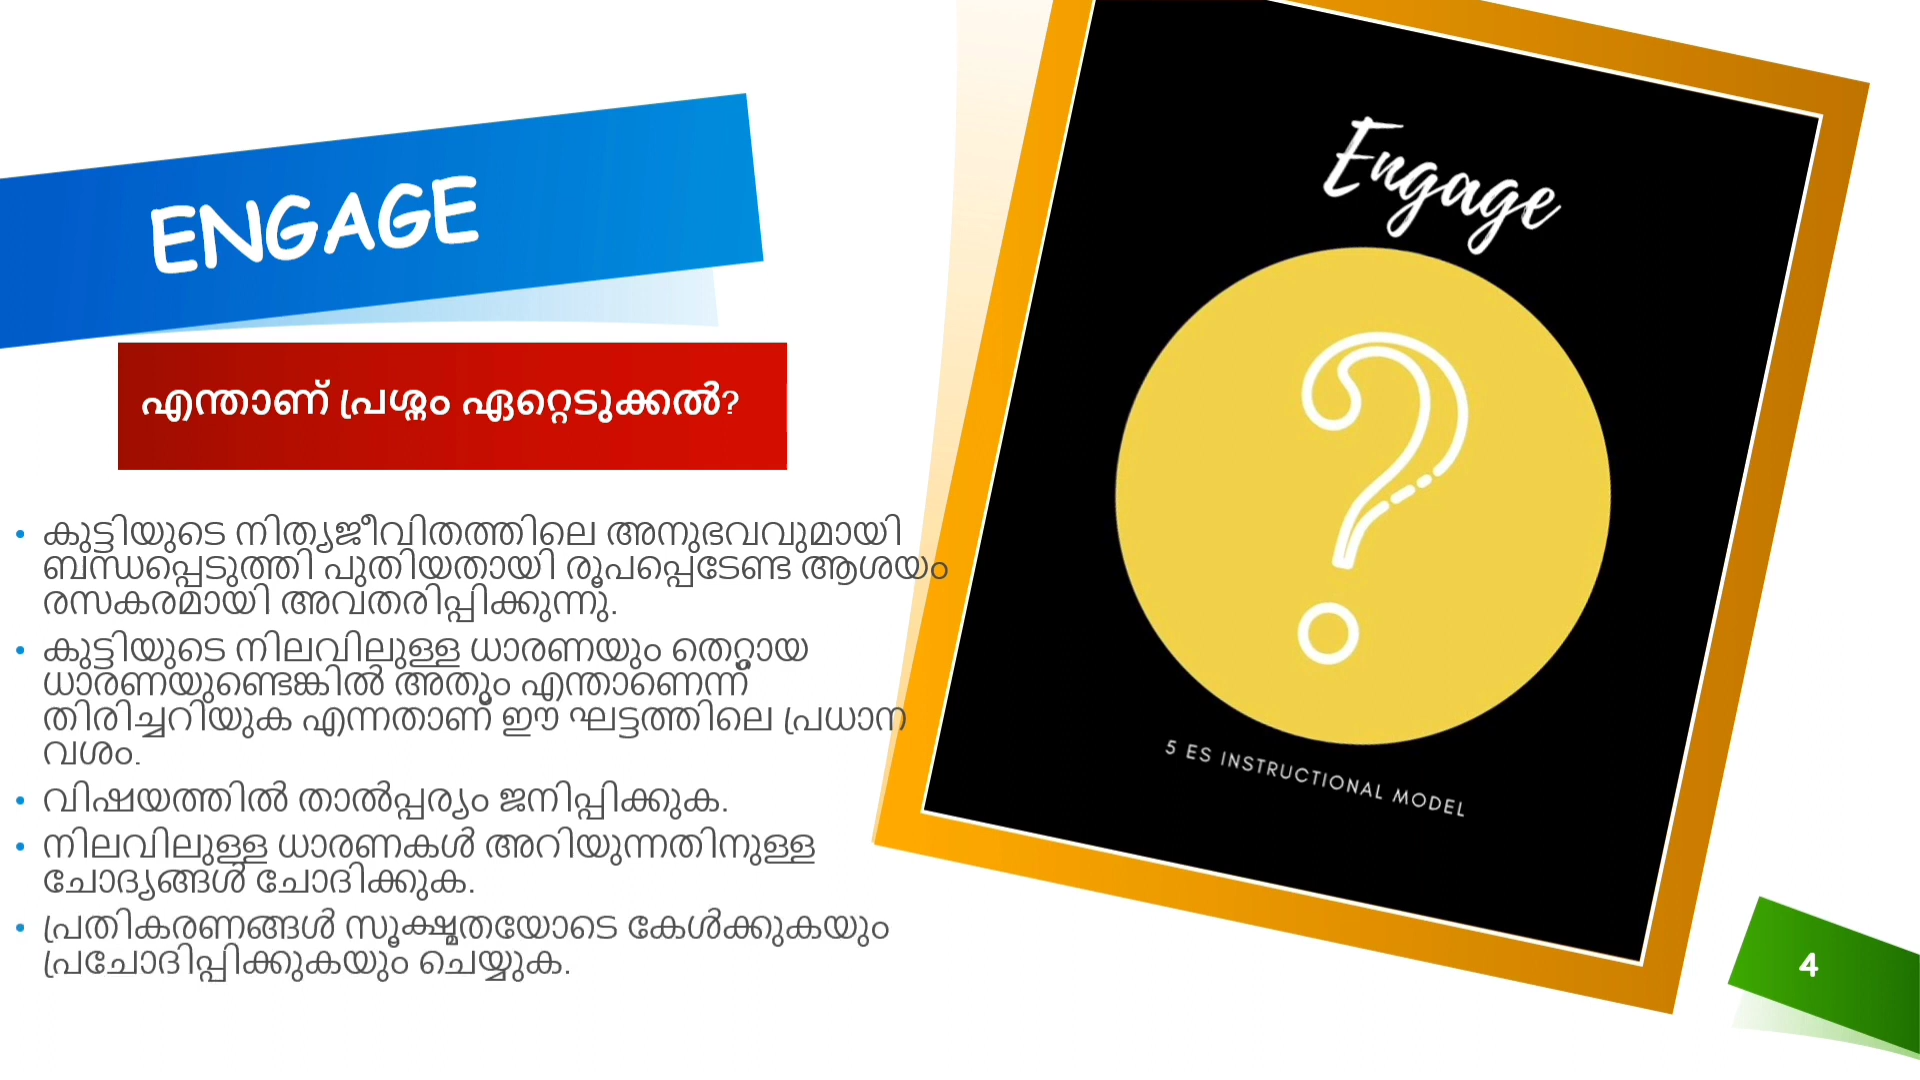 ENGAGE
എന്താണ് പ്രശ്നം ഏറ്റെടുക്കൽ?
• കുട്ടിയുടെ നിത്യജീവിതത്തിലെ അനുഭവവുമായി
ബന്ധപ്പെടുത്തി പുതിയതായി രൂപപ്പെടേണ്ട ആശയം
രസകരമായി അവതരിപ്പിക്കുന്നു.
• കുട്ടിയുടെ നിലവിലുള്ള ധാരണയും തെറ്റായ
ധാരണയുണ്ടെങ്കിൽ അതും എന്താണെന്ന്
തിരിച്ചറിയുക എന്നതാണ് ഈ ഘട്ടത്തിലെ പ്രധാന
വശം.
• വിഷയത്തിൽ താൽപ്പര്യം ജനിപ്പിക്കുക.
• നിലവിലുള്ള ധാരണകൾ അറിയുന്നതിനുള്ള
ചോദ്യങ്ങൾ ചോദിക്കുക.
• പ്രതികരണങ്ങൾ സൂക്ഷ്മതയോടെ കേൾക്കുകയും
പ്രചോദിപ്പിക്കുകയും ചെയ്യുക.
Engage
?
5 ES INSTRUCTIONAL MODEL
4